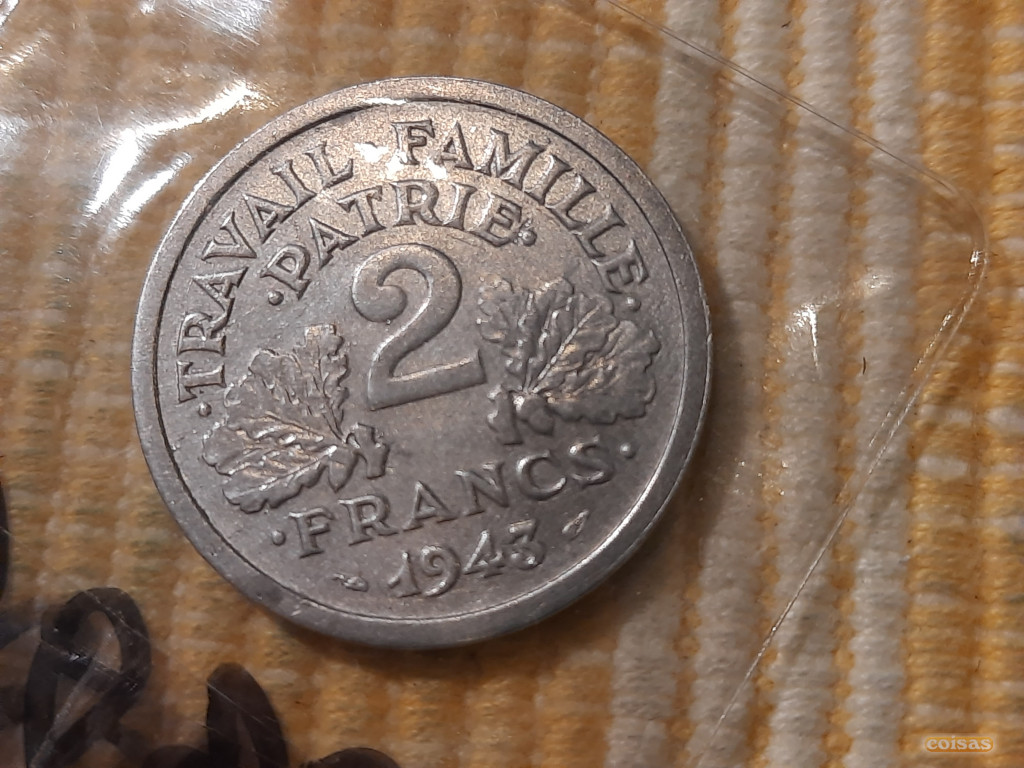 · TRAVAIL · FAMILLE ·
· PATRIE ·
2
· FRANCS ·
1943
coisas